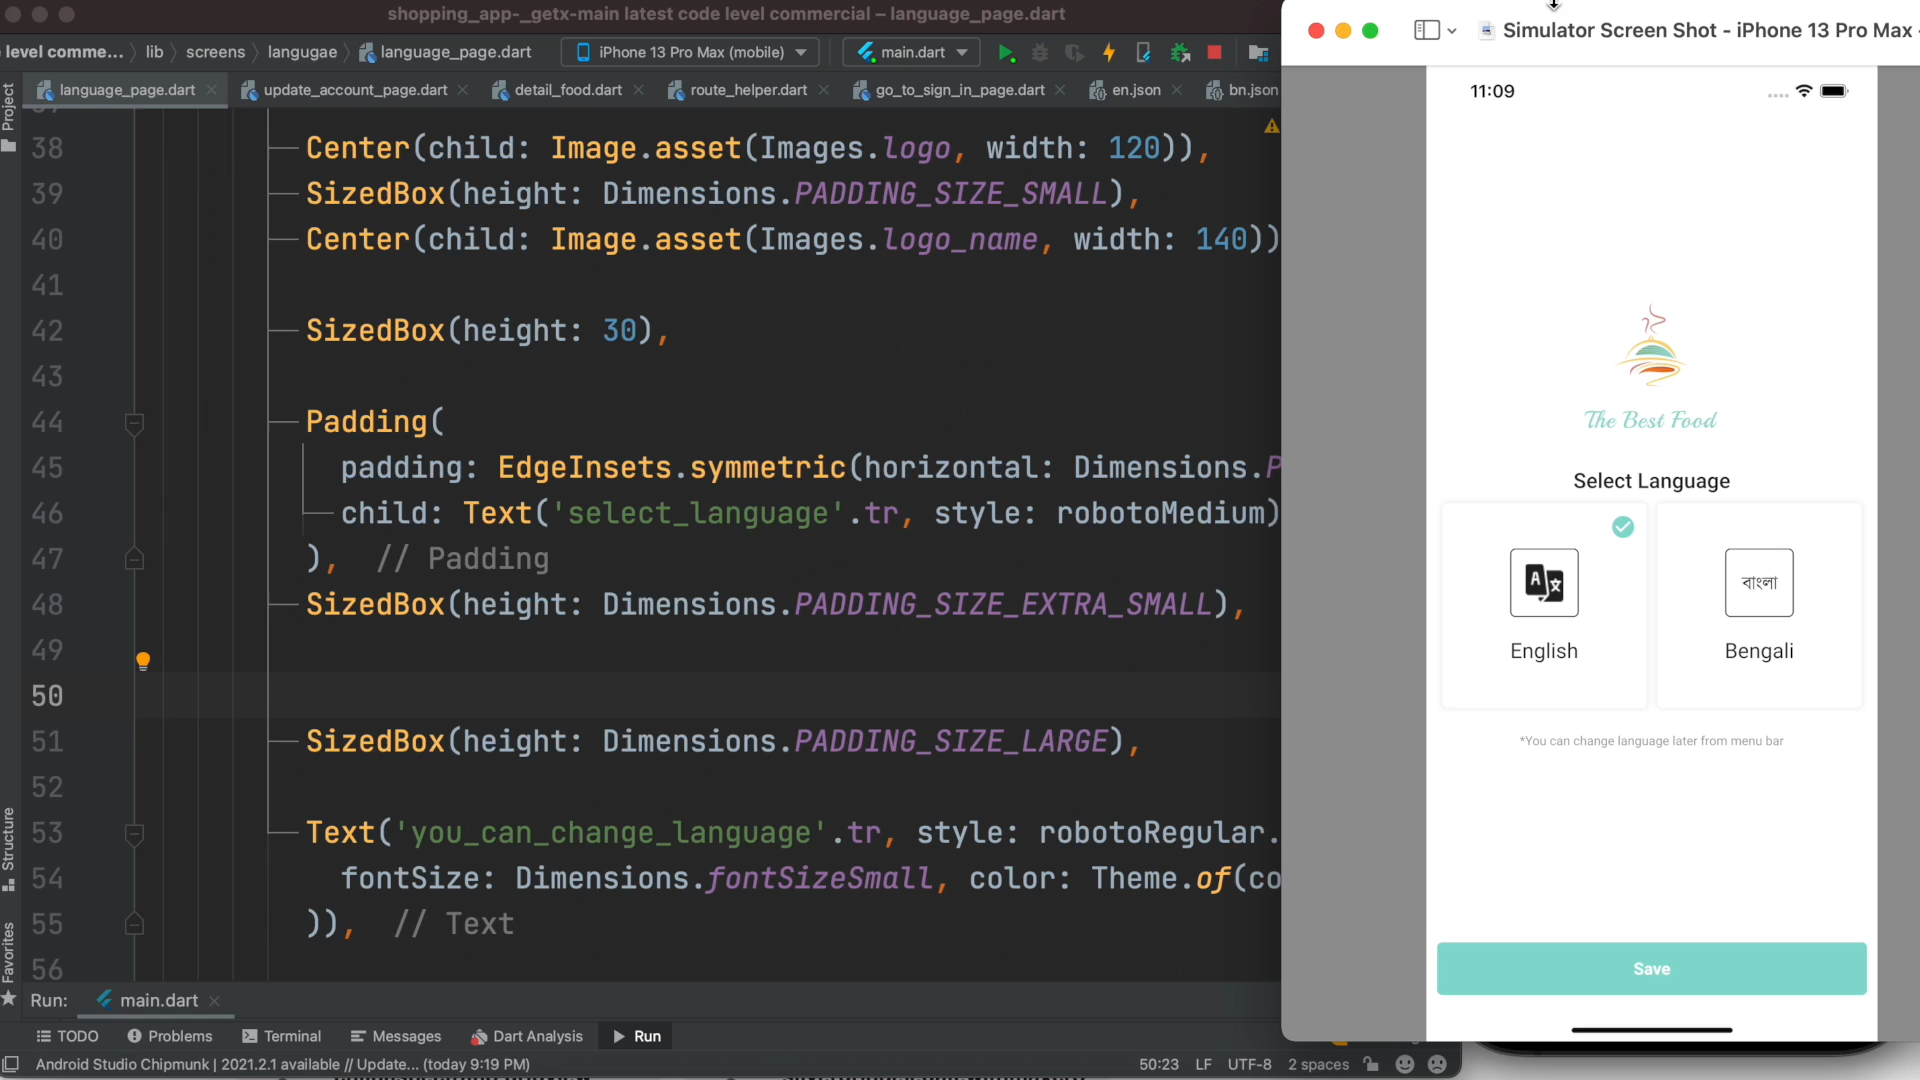 shopping_app-_getx-main latest code level commercial – language_page.dart
level comme... lib screens langugae language_page.dart iPhone 13 Pro Max (mobile) main.dart
language_page.dart update_account_page.dart detail_food.dart route_helper.dart go_to_sign_in_page.dart en.json bn.json
Project
Structure
Favorites
38 Center(child: Image.asset(Images.logo, width: 120)),
39 SizedBox(height: Dimensions.PADDING_SIZE_SMALL),
40 Center(child: Image.asset(Images.logo_name, width: 140))
41
42 SizedBox(height: 30),
43
44 Padding(
45 padding: EdgeInsets.symmetric(horizontal: Dimensions.P
46 child: Text('select_language'.tr, style: robotoMedium)
47 ), // Padding
48 SizedBox(height: Dimensions.PADDING_SIZE_EXTRA_SMALL),
49
50
51 SizedBox(height: Dimensions.PADDING_SIZE_LARGE),
52
53 Text('you_can_change_language'.tr, style: robotoRegular.
54 fontSize: Dimensions.fontSizeSmall, color: Theme.of(co
55 )), // Text
56
Run: main.dart
TODO Problems Terminal Messages Dart Analysis Run
Android Studio Chipmunk | 2021.2.1 available // Update... (today 9:19 PM) 50:23 LF UTF-8 2 spaces
Simulator Screen Shot - iPhone 13 Pro Max -
11:09
The Best Food
Select Language
বাংলা
English Bengali
*You can change language later from menu bar
Save